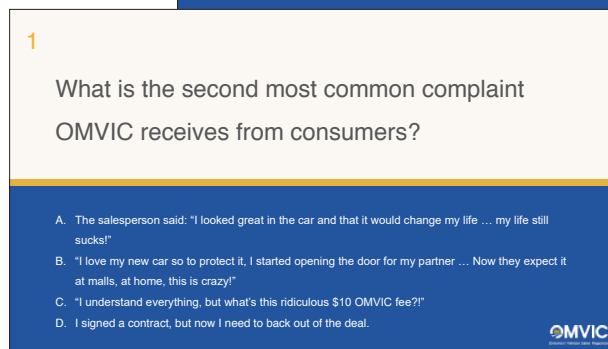 1
What is the second most common complaint
OMVIC receives from consumers?
A. The salesperson said: “I looked great in the car and that it would change my life … my life still
sucks!”
B. “I love my new car so to protect it, I started opening the door for my partner … Now they expect it
at malls, at home, this is crazy!”
C. “I understand everything, but what’s this ridiculous $10 OMVIC fee?!”
D. I signed a contract, but now I need to back out of the deal.
OMVIC